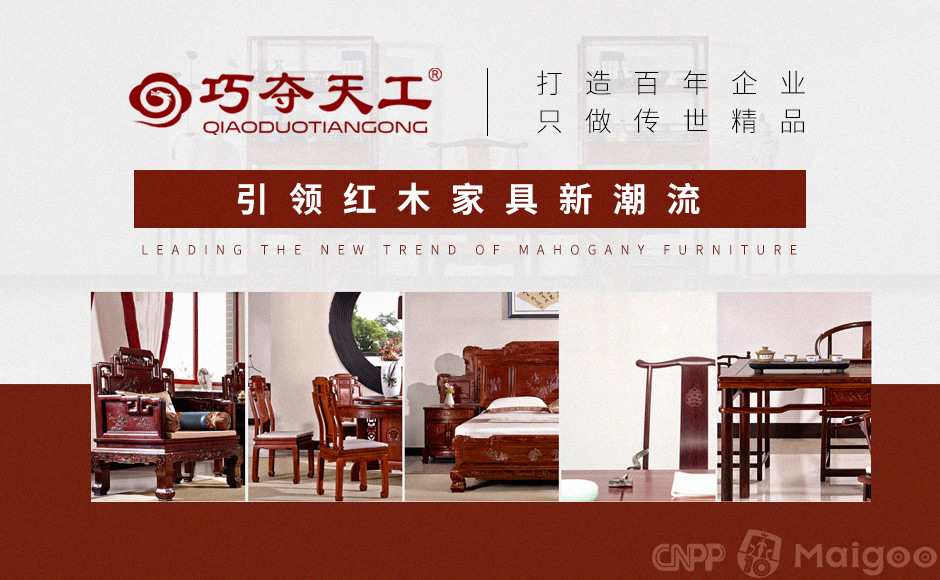 巧夺天工®
QIAODUOTIANGONG
打造百年企业
只做传世精品
引领红木家具新潮流
LEADING THE NEW TREND OF MAHOGANY FURNITURE
CNPP Maigoo